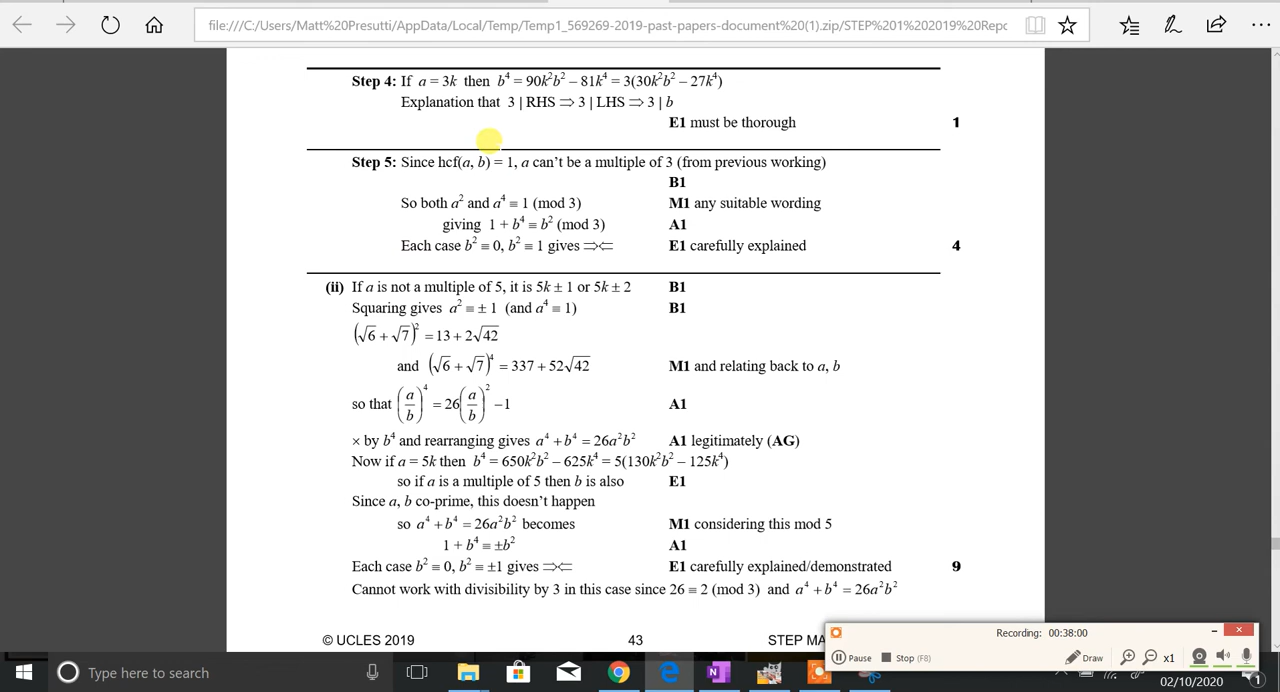 file:///C:/Users/Matt%20Presutti/AppData/Local/Temp/Temp1_569269-2019-past-papers-document%20(1).zip/STEP%201%202019%20Repo
Step 4: If a = 3k then b⁴ = 90k²b² – 81k⁴ = 3(30k²b² – 27k⁴)
Explanation that 3 | RHS ⇒ 3 | LHS ⇒ 3 | b
E1 must be thorough 1
Step 5: Since hcf(a, b) = 1, a can't be a multiple of 3 (from previous working)
B1
So both a² and a⁴ ≡ 1 (mod 3) M1 any suitable wording
giving 1 + b⁴ ≡ b² (mod 3) A1
Each case b² ≡ 0, b² ≡ 1 gives ⇒⇐ E1 carefully explained 4
(ii) If a is not a multiple of 5, it is 5k ± 1 or 5k ± 2 B1
Squaring gives a² ≡ ± 1 (and a⁴ ≡ 1) B1
(√6 + √7)² = 13 + 2√42
and (√6 + √7)⁴ = 337 + 52√42 M1 and relating back to a, b
so that (a/b)⁴ = 26(a/b)² – 1 A1
× by b⁴ and rearranging gives a⁴ + b⁴ = 26a²b² A1 legitimately (AG)
Now if a = 5k then b⁴ = 650k²b² – 625k⁴ = 5(130k²b² – 125k⁴)
so if a is a multiple of 5 then b is also E1
Since a, b co-prime, this doesn't happen
so a⁴ + b⁴ = 26a²b² becomes M1 considering this mod 5
1 + b⁴ ≡ ±b² A1
Each case b² ≡ 0, b² ≡ ±1 gives ⇒⇐ E1 carefully explained/demonstrated 9
Cannot work with divisibility by 3 in this case since 26 ≡ 2 (mod 3) and a⁴ + b⁴ = 26a²b²
© UCLES 2019 43 STEP MA
Recording: 00:38:00
Pause Stop (F8) Draw x1
Type here to search
02/10/2020 1